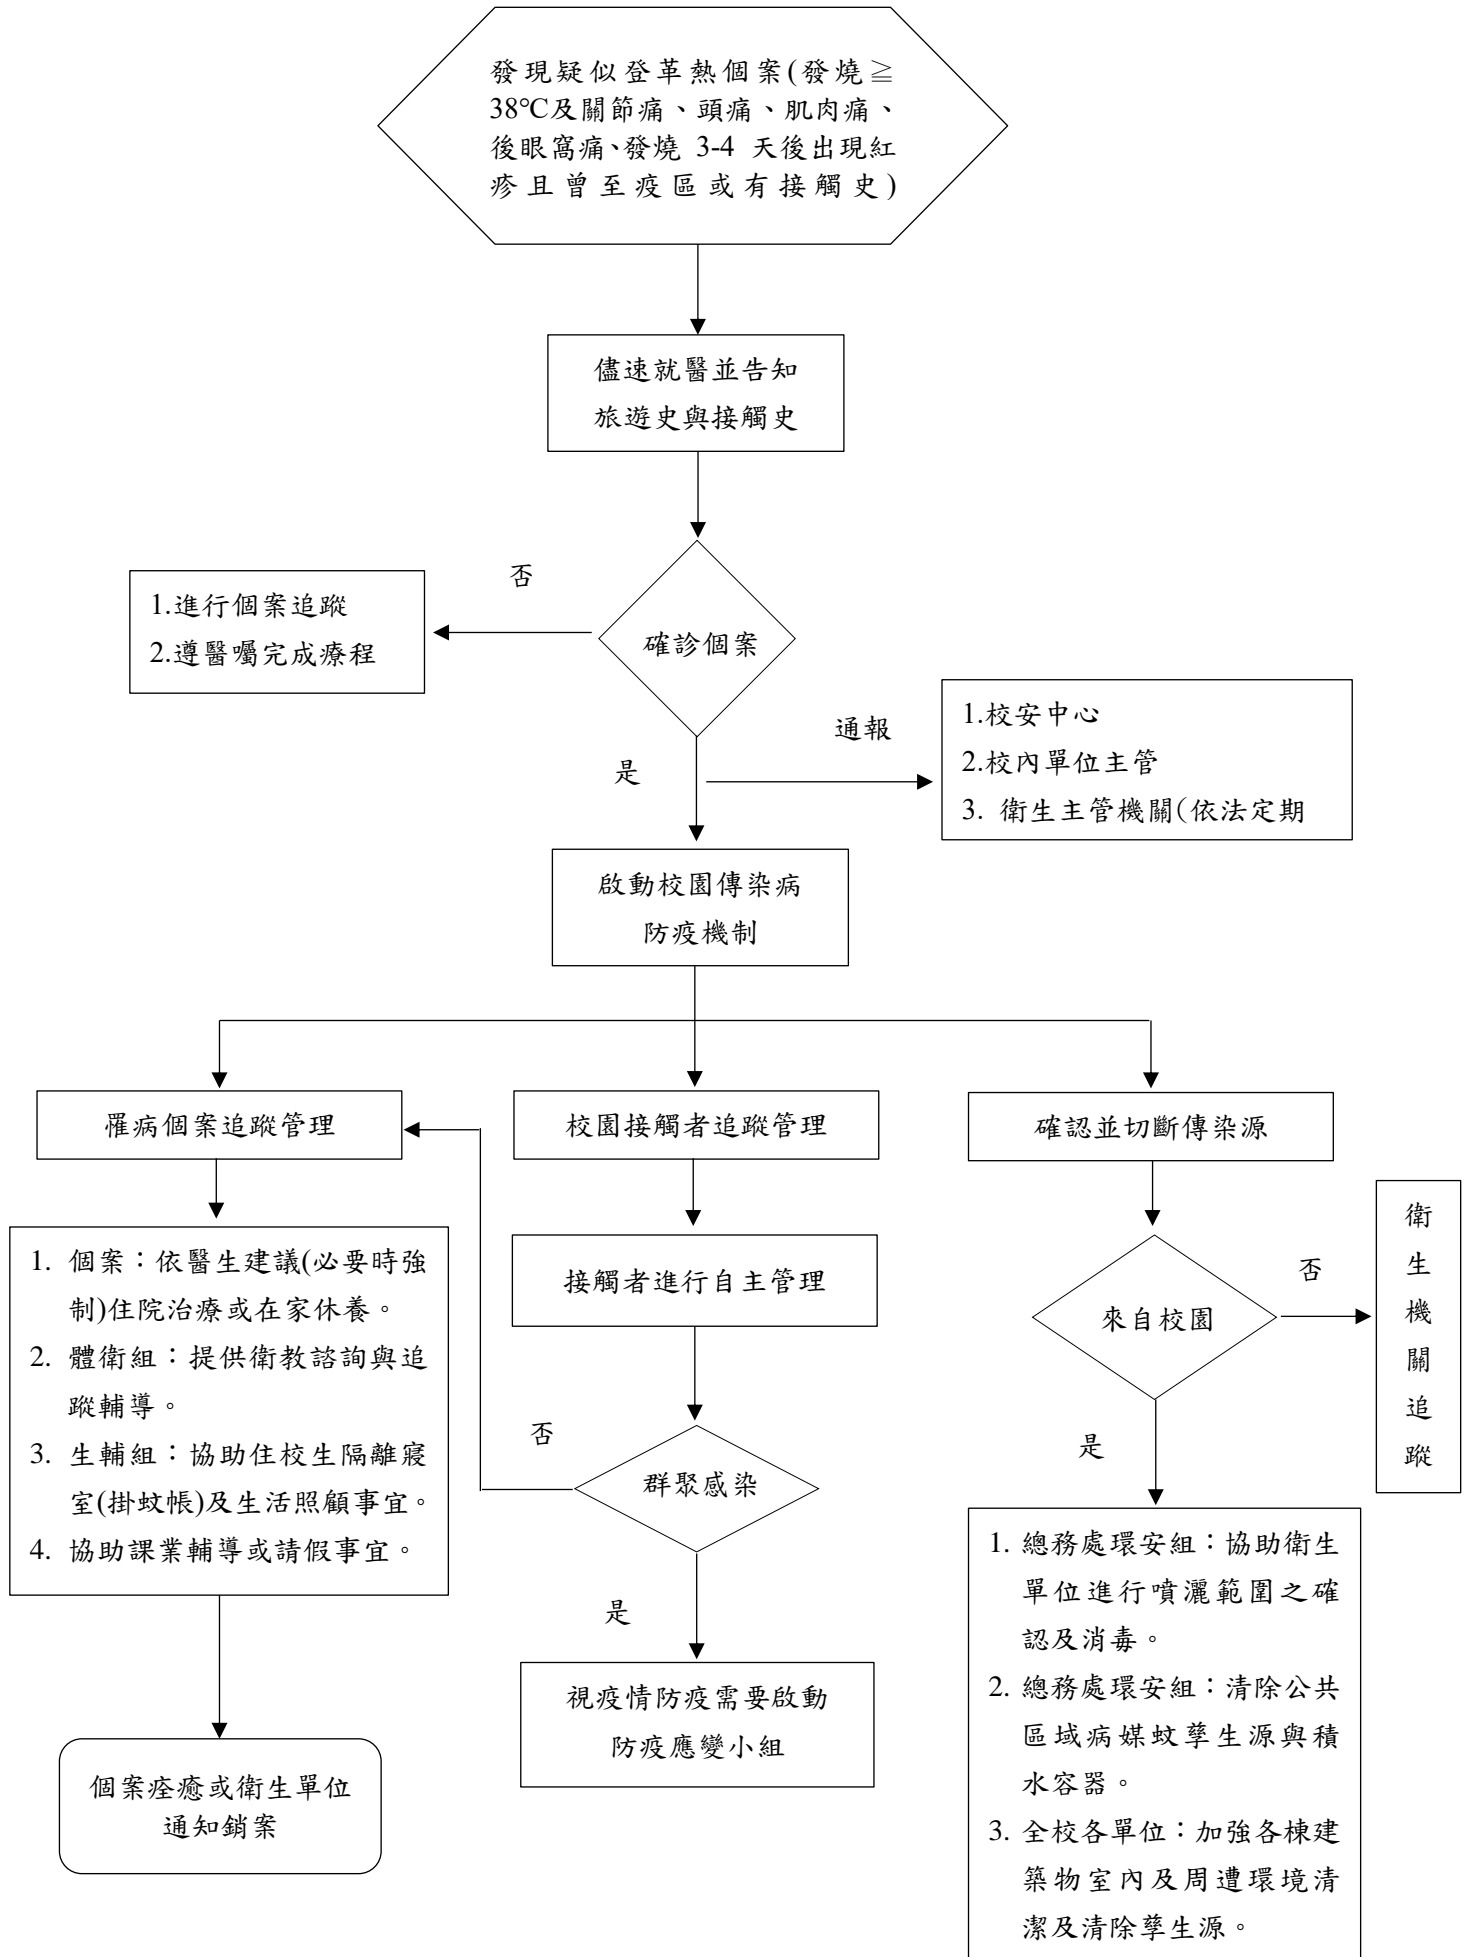 發現疑似登革熱個案(發燒≧
38℃及關節痛、頭痛、肌肉痛、
後眼窩痛、發燒 3-4 天後出現紅
疹且曾至疫區或有接觸史)
儘速就醫並告知
旅遊史與接觸史
否
1.進行個案追蹤
2.遵醫囑完成療程
確診個案
通報
是
1.校安中心
2.校內單位主管
3. 衛生主管機關(依法定期
啟動校園傳染病
防疫機制
罹病個案追蹤管理
校園接觸者追蹤管理
確認並切斷傳染源
1. 個案：依醫生建議(必要時強
制)住院治療或在家休養。
2. 體衛組：提供衛教諮詢與追
蹤輔導。
3. 生輔組：協助住校生隔離寢
室(掛蚊帳)及生活照顧事宜。
4. 協助課業輔導或請假事宜。
個案痊癒或衛生單位
通知銷案
接觸者進行自主管理
否
群聚感染
是
視疫情防疫需要啟動
防疫應變小組
來自校園
否
衛
生
機
關
追
蹤
是
1. 總務處環安組：協助衛生
單位進行噴灑範圍之確
認及消毒。
2. 總務處環安組：清除公共
區域病媒蚊孳生源與積
水容器。
3. 全校各單位：加強各棟建
築物室內及周遭環境清
潔及清除孳生源。